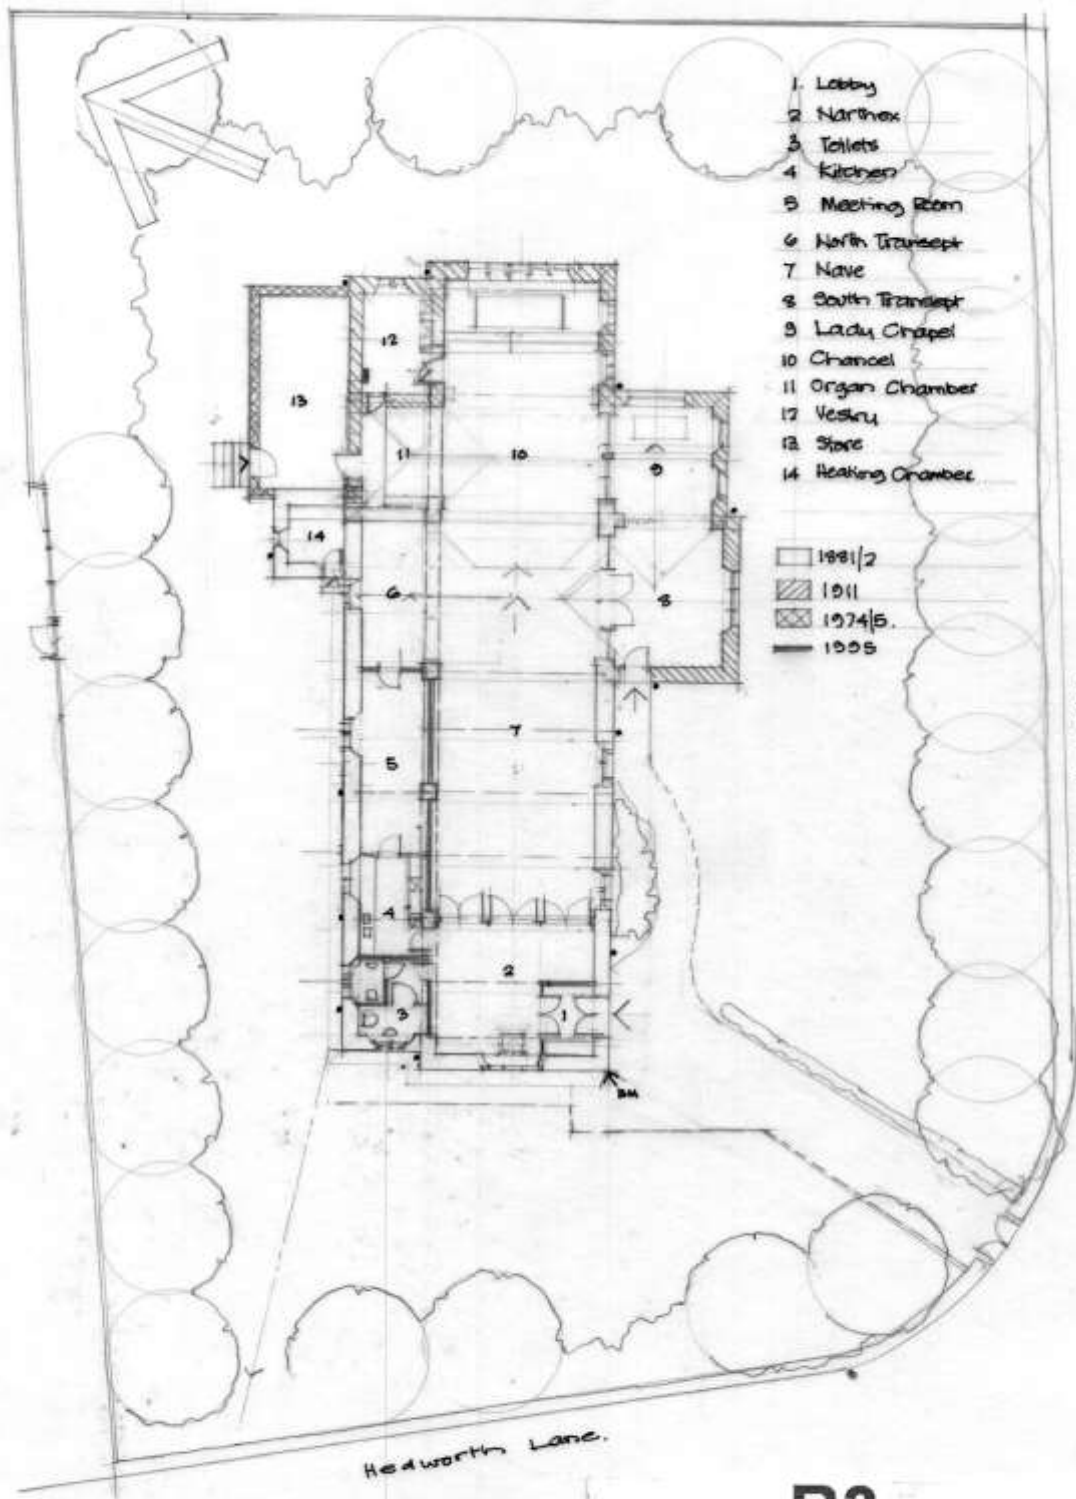 1. Lobby
2 Narthex
3 Toilets
4 Kitchen
5 Meeting Room
6 North Transept
7 Nave
8 South Transept
9 Lady Chapel
10 Chancel
11 Organ Chamber
12 Vestry
13 Store
14 Heating Chamber
1881/2
1911
1974/5.
1995
12
13
11
10
9
14
6
8
7
5
4
2
3
1
BM
Hedworth Lane.